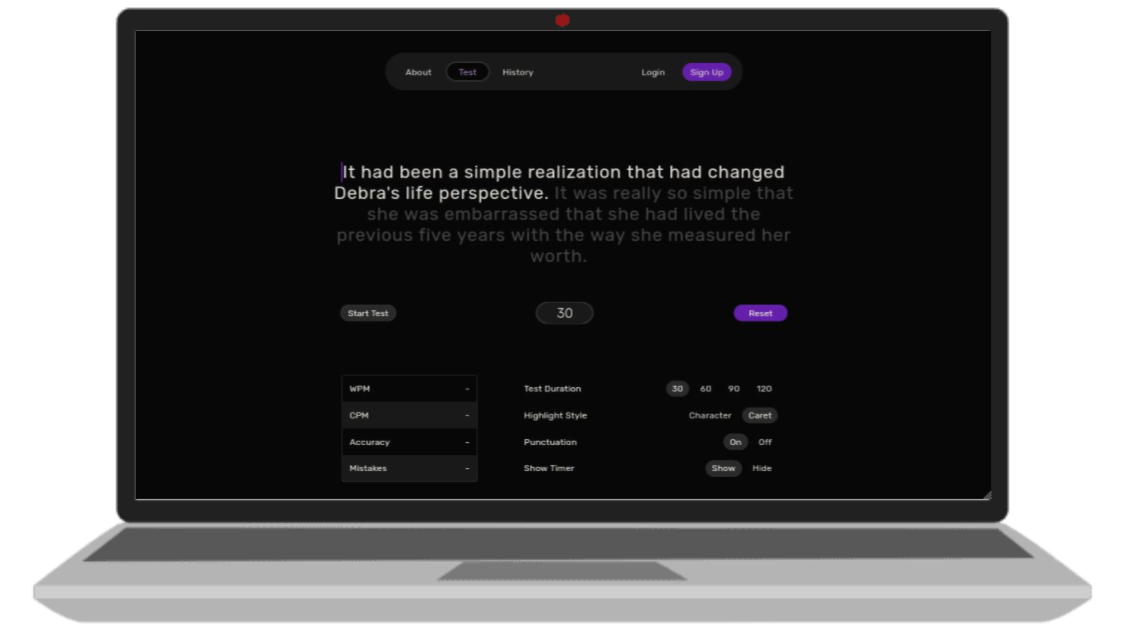 About Test History Login Sign Up
It had been a simple realization that had changed
Debra's life perspective. It was really so simple that
she was embarrassed that she had lived the
previous five years with the way she measured her
worth.
Start Test 30 Reset
WPM - Test Duration 30 60 90 120
CPM - Highlight Style Character Caret
Accuracy - Punctuation On Off
Mistakes - Show Timer Show Hide